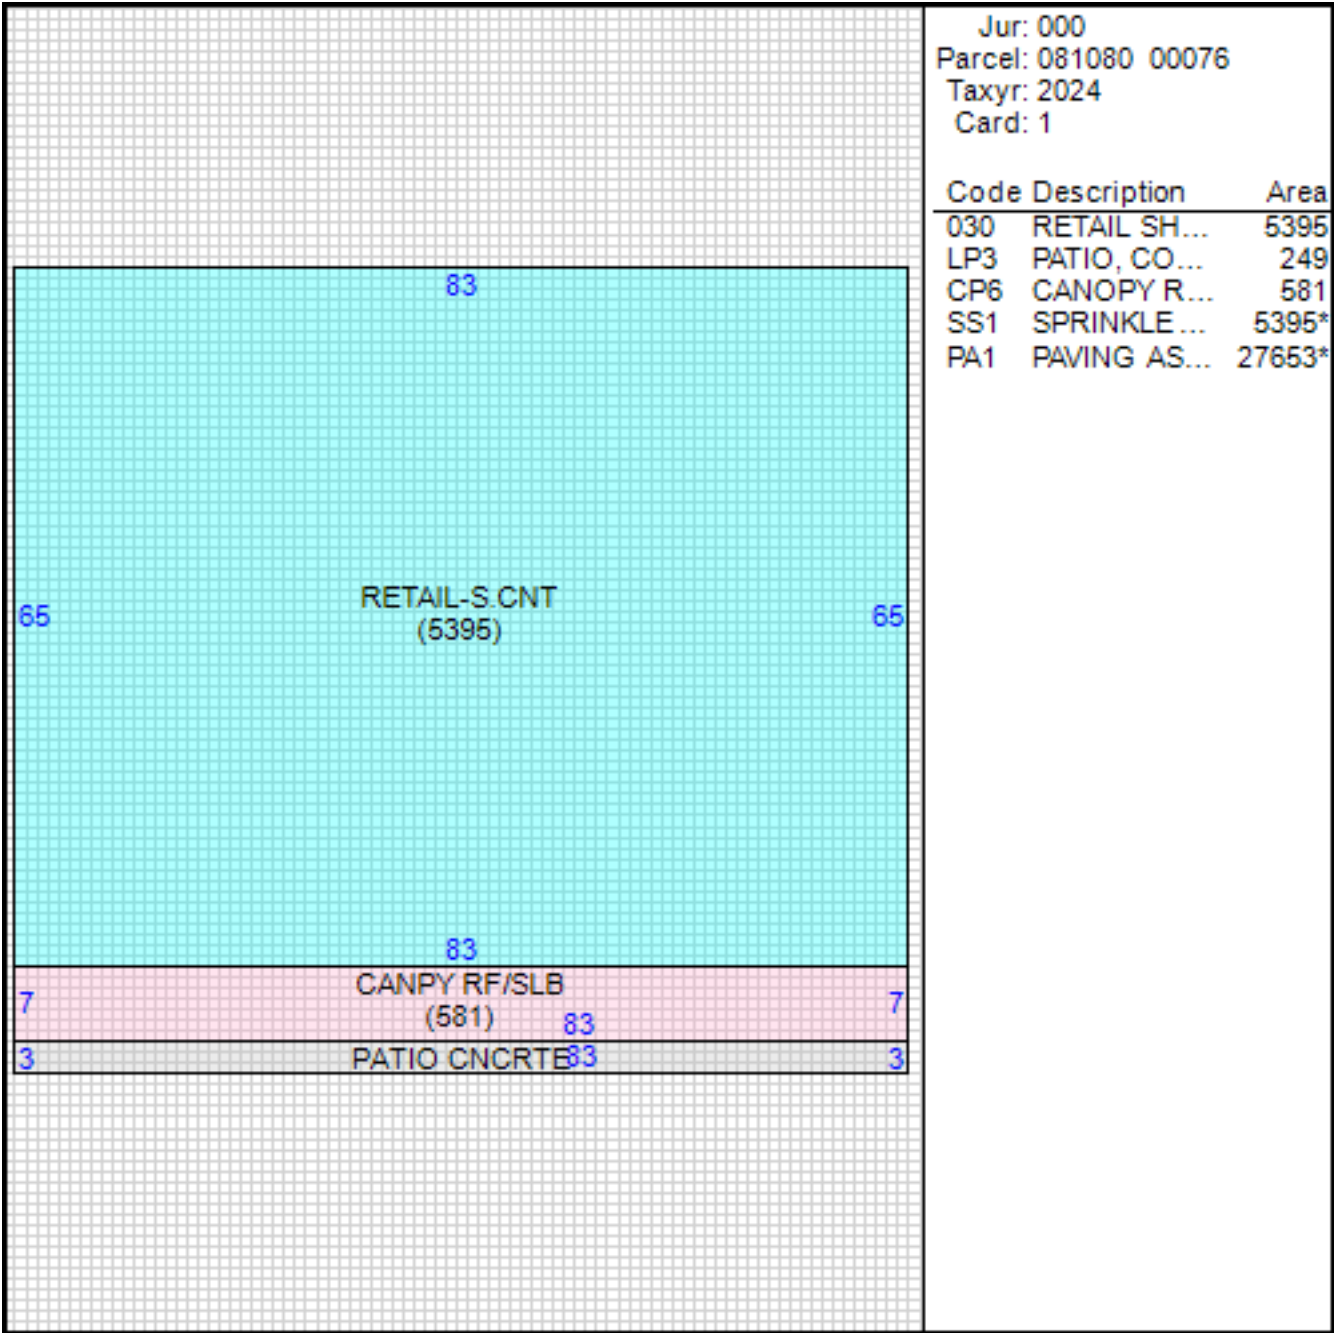 Jur: 000
Parcel: 081080 00076
Taxyr: 2024
Card: 1
Code Description Area
030 RETAIL SH... 5395
LP3 PATIO, CO... 249
CP6 CANOPY R... 581
SS1 SPRINKLE... 5395*
PA1 PAVING AS... 27653*
83
RETAIL-S.CNT
65 65
(5395)
83
CANPY RF/SLB
7 7
(581) 83
3 PATIO CNCRTE 83 3